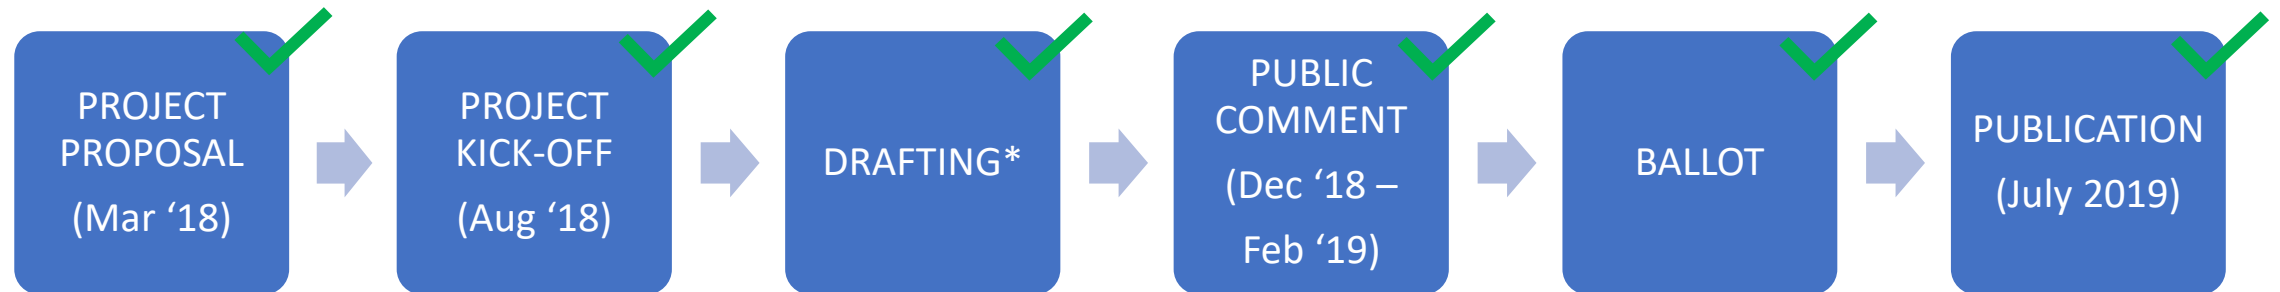 PROJECT
PROPOSAL
(Mar ‘18)
PROJECT
KICK-OFF
(Aug ‘18)
DRAFTING*
PUBLIC
COMMENT
(Dec ‘18 –
Feb ‘19)
BALLOT
PUBLICATION
(July 2019)